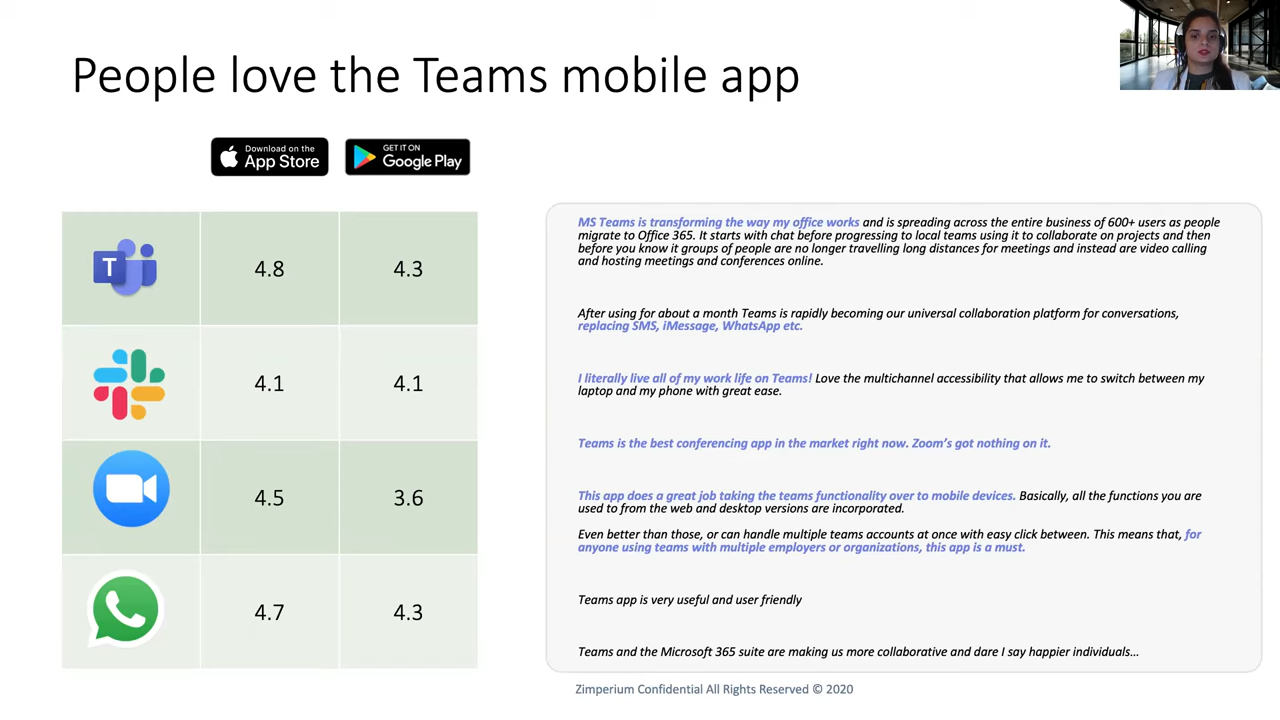 People love the Teams mobile app
Download on the
App Store
GET IT ON
Google Play
T
4.8
4.3
4.1
4.1
4.5
3.6
4.7
4.3
MS Teams is transforming the way my office works and is spreading across the entire business of 600+ users as people
migrate to Office 365. It starts with chat before progressing to local teams using it to collaborate on projects and then
before you know it groups of people are no longer travelling long distances for meetings and instead are video calling
and hosting meetings and conferences online.
After using for about a month Teams is rapidly becoming our universal collaboration platform for conversations,
replacing SMS, iMessage, WhatsApp etc.
I literally live all of my work life on Teams! Love the multichannel accessibility that allows me to switch between my
laptop and my phone with great ease.
Teams is the best conferencing app in the market right now. Zoom's got nothing on it.
This app does a great job taking the teams functionality over to mobile devices. Basically, all the functions you are
used to from the web and desktop versions are incorporated.
Even better than those, or can handle multiple teams accounts at once with easy click between. This means that, for
anyone using teams with multiple employers or organizations, this app is a must.
Teams app is very useful and user friendly
Teams and the Microsoft 365 suite are making us more collaborative and dare I say happier individuals…
Zimperium Confidential All Rights Reserved © 2020